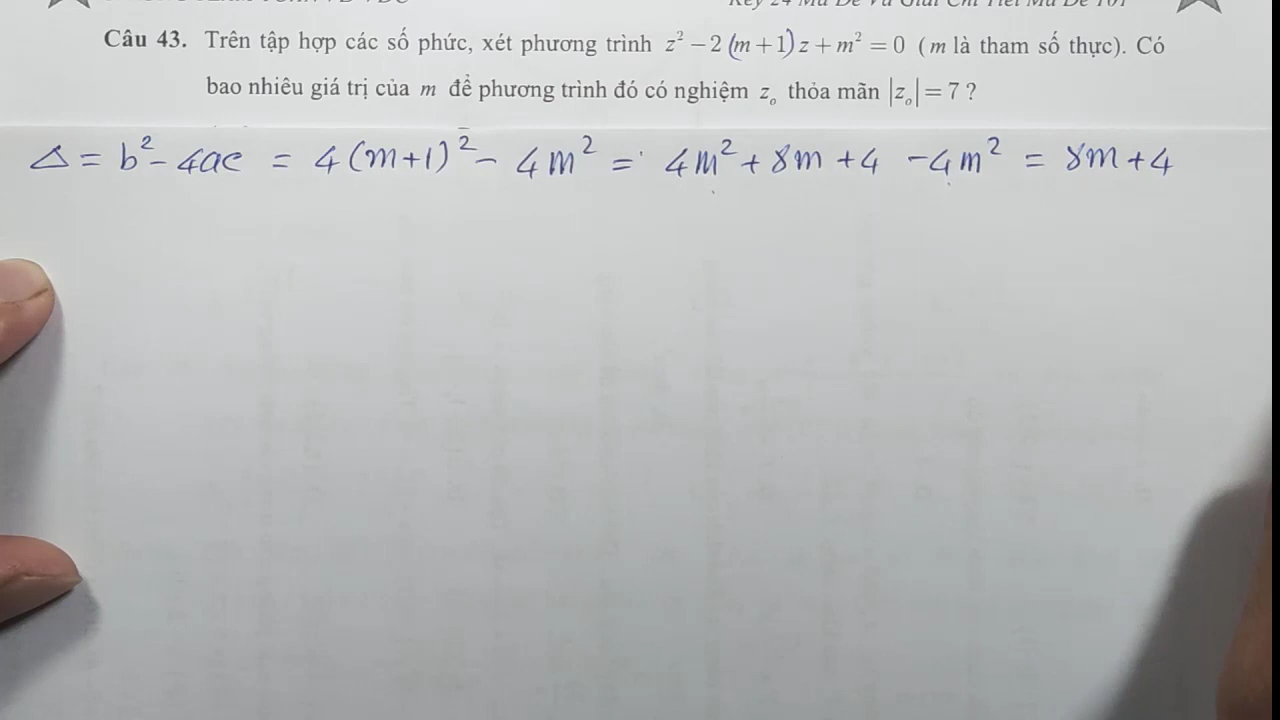 Câu 43. Trên tập hợp các số phức, xét phương trình z² − 2(m+1)z + m² = 0 (m là tham số thực). Có
bao nhiêu giá trị của m để phương trình đó có nghiệm z₀ thỏa mãn |z₀| = 7 ?
Δ = b² − 4ac = 4(m+1)² − 4m² = 4m² + 8m + 4 − 4m² = 8m + 4